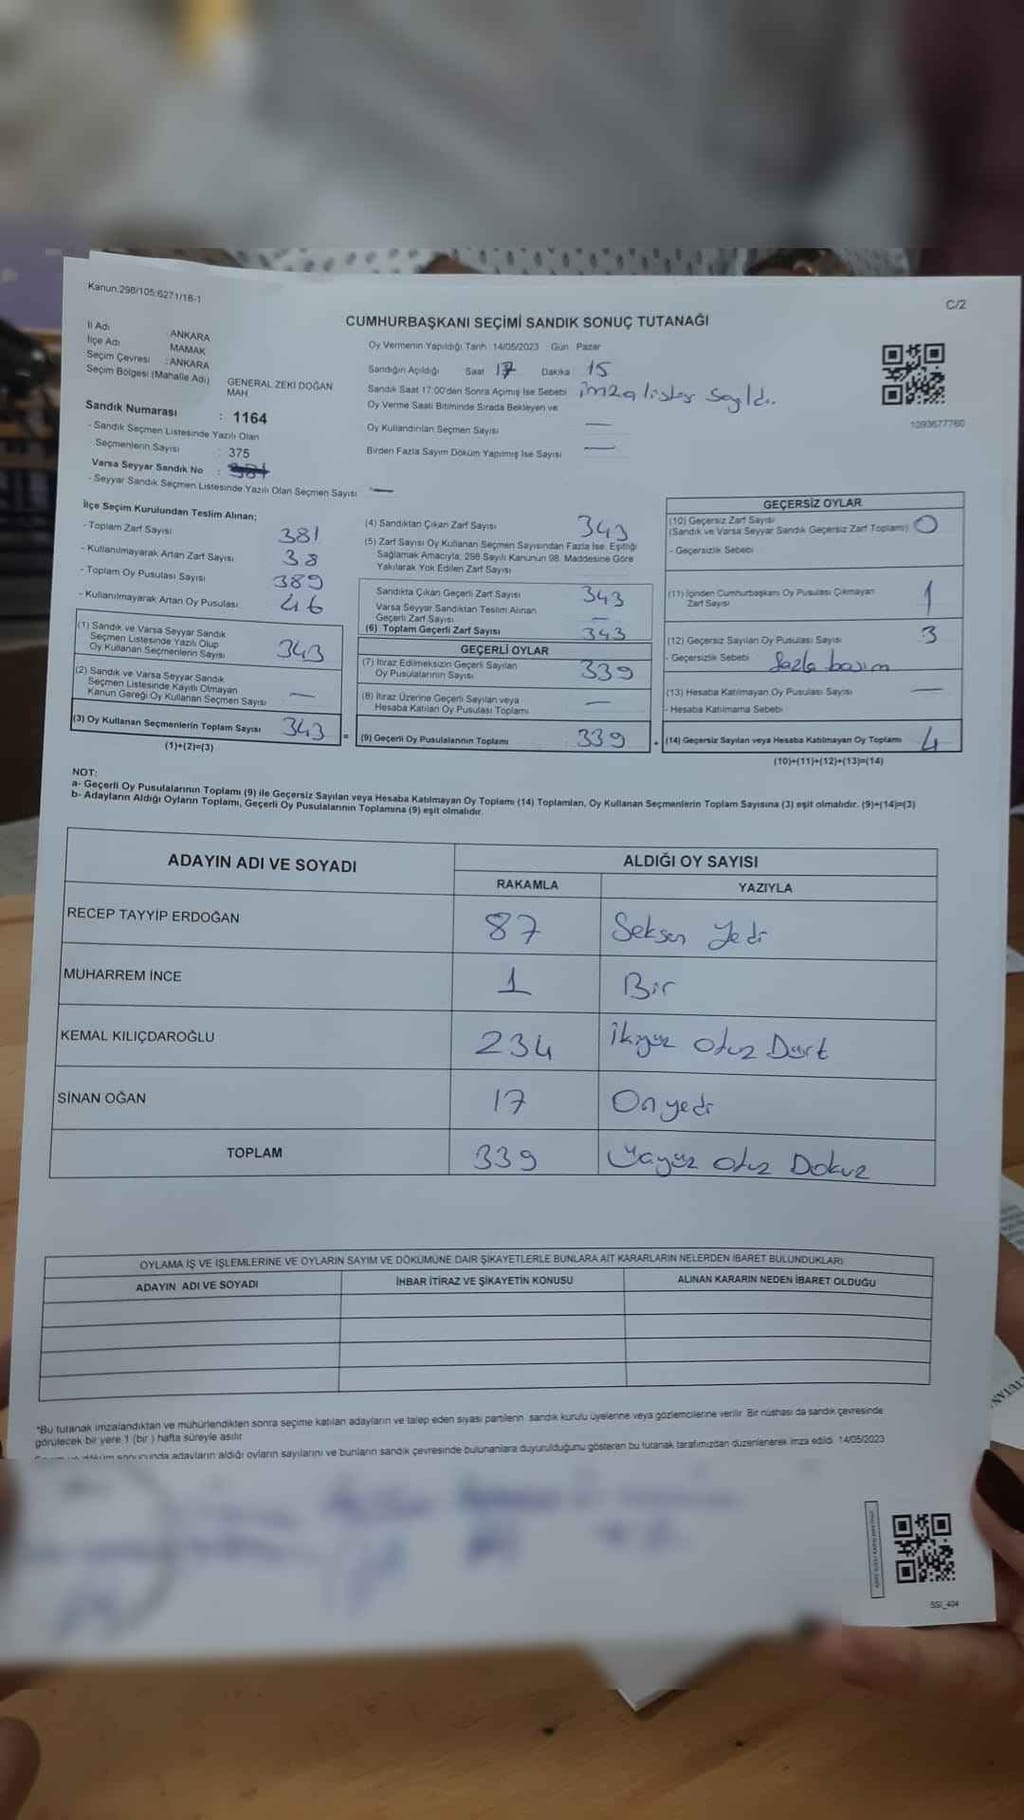 Kanun.298/105;6271/18-1
C/2
CUMHURBAŞKANI SEÇİMİ SANDIK SONUÇ TUTANAĞI
İl Adı ANKARA
İlçe Adı MAMAK
Seçim Çevresi : ANKARA
Seçim Bölgesi (Mahalle Adı) GENERAL ZEKİ DOĞAN MAH
Sandık Numarası : 1164
- Sandık Seçmen Listesinde Yazılı Olan
Seçmenlerin Sayısı : 375
Varsa Seyyar Sandık No :
- Seyyar Sandık Seçmen Listesinde Yazılı Olan Seçmen Sayısı —
Oy Vermenin Yapıldığı Tarih 14/05/2023 Gün Pazar
Sandığın Açıldığı Saat 17 Dakika 15
Sandık Saat 17:00'den Sonra Açımış İse Sebebi imza listesi sayıldı.
Oy Verme Saati Bitiminde Sırada Bekleyen ve
Oy Kullandırılan Seçmen Sayısı —
Birden Fazla Sayım Döküm Yapılmış İse Sayısı —
1093677760
İlçe Seçim Kurulundan Teslim Alınan;
- Toplam Zarf Sayısı 381
- Kullanılmayarak Artan Zarf Sayısı 38
- Toplam Oy Pusulası Sayısı 389
- Kullanılmayarak Artan Oy Pusulası 46
(1) Sandık ve Varsa Seyyar Sandık
Seçmen Listesinde Yazılı Olup
Oy Kullanan Seçmenlerin Sayısı 343
(2) Sandık ve Varsa Seyyar Sandık
Seçmen Listesinde Kayıtlı Olmayan
Kanun Gereği Oy Kullanan Seçmen Sayısı —
(3) Oy Kullanan Seçmenlerin Toplam Sayısı 343
(1)+(2)=(3)
(4) Sandıktan Çıkan Zarf Sayısı 343
(5) Zarf Sayısı Oy Kullanan Seçmen Sayısından Fazla İse, Eşitliği
Sağlamak Amacıyla, 298 Sayılı Kanunun 98. Maddesine Göre
Yakılarak Yok Edilen Zarf Sayısı
Sandıkta Çıkan Geçerli Zarf Sayısı 343
Varsa Seyyar Sandıktan Teslim Alınan
Geçerli Zarf Sayısı —
(6) Toplam Geçerli Zarf Sayısı 343
GEÇERLİ OYLAR
(7) İtiraz Edilmeksizin Geçerli Sayılan
Oy Pusulalarının Sayısı 339
(8) İtiraz Üzerine Geçerli Sayılan veya
Hesaba Katılan Oy Pusulası Toplamı —
= (9) Geçerli Oy Pusulalarının Toplamı 339
GEÇERSİZ OYLAR
(10) Geçersiz Zarf Sayısı
(Sandık ve Varsa Seyyar Sandık Geçersiz Zarf Toplamı) 0
- Geçersizlik Sebebi
(11) İçinden Cumhurbaşkanı Oy Pusulası Çıkmayan
Zarf Sayısı 1
(12) Geçersiz Sayılan Oy Pusulası Sayısı 3
- Geçersizlik Sebebi fazla basım
(13) Hesaba Katılmayan Oy Pusulası Sayısı —
- Hesaba Katılmama Sebebi
+ (14) Geçersiz Sayılan veya Hesaba Katılmayan Oy Toplamı 4
(10)+(11)+(12)+(13)=(14)
NOT:
a- Geçerli Oy Pusulalarının Toplamı (9) ile Geçersiz Sayılan veya Hesaba Katılmayan Oy Toplamı (14) Toplamları, Oy Kullanan Seçmenlerin Toplam Sayısına (3) eşit olmalıdır. (9)+(14)=(3)
b- Adayların Aldığı Oyların Toplamı, Geçerli Oy Pusulalarının Toplamına (9) eşit olmalıdır.
ADAYIN ADI VE SOYADI ALDIĞI OY SAYISI
RAKAMLA YAZIYLA
RECEP TAYYİP ERDOĞAN 87 Seksen Yedi
MUHARREM İNCE 1 Bir
KEMAL KILIÇDAROĞLU 234 İkiyüz Otuz Dört
SİNAN OĞAN 17 Onyedi
TOPLAM 339 Üçyüz Otuz Dokuz
OYLAMA İŞ VE İŞLEMLERİNE VE OYLARIN SAYIM VE DÖKÜMÜNE DAİR ŞİKAYETLERLE BUNLARA AİT KARARLARIN NELERDEN İBARET BULUNDUKLARI
ADAYIN ADI VE SOYADI İHBAR İTİRAZ VE ŞİKAYETİN KONUSU ALINAN KARARIN NEDEN İBARET OLDUĞU
*Bu tutanak imzalandıktan ve mühürlendikten sonra seçime katılan adayların ve talep eden siyasi partilerin sandık kurulu üyelerine veya gözlemcilerine verilir. Bir nüshası da sandık çevresinde
görülecek bir yere 1 (bir ) hafta süreyle asılır.
sonucunda adayların aldığı oyların sayılarını ve bunların sandık çevresinde bulunanlara duyurulduğunu gösteren bu tutanak tarafımızdan düzenlenerek imza edildi. 14/05/2023
SSI_404